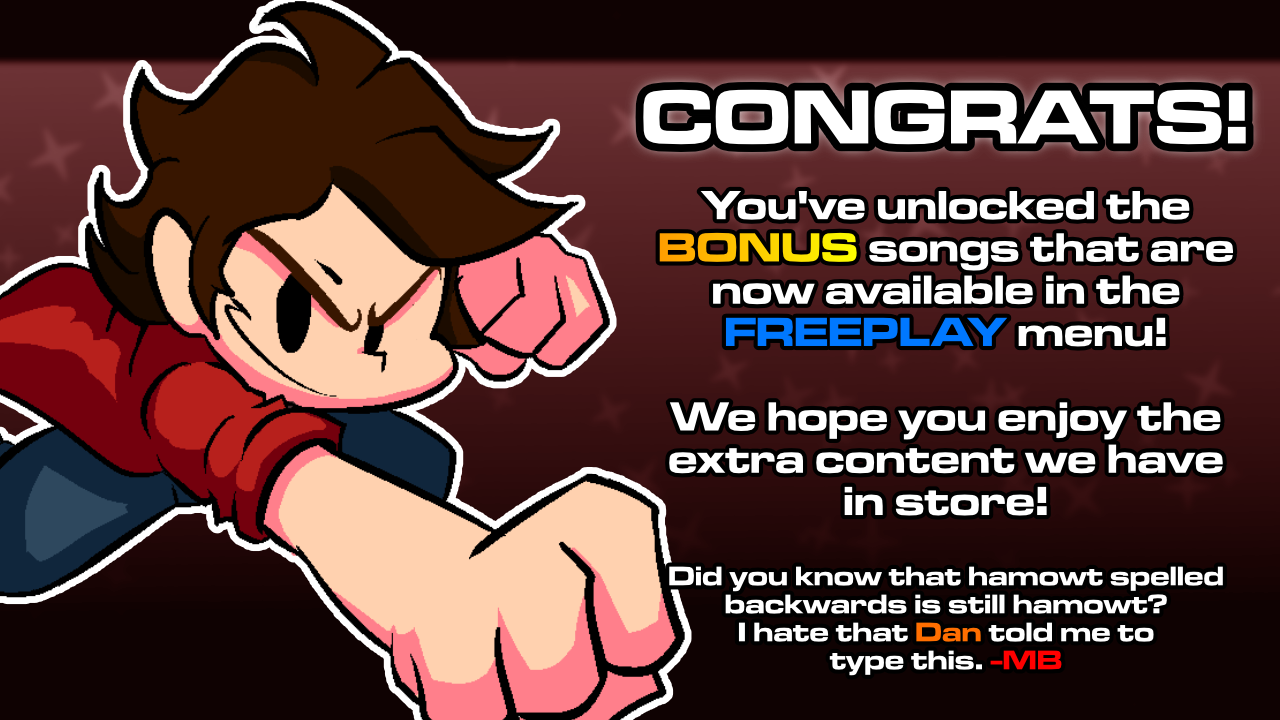 CONGRATS!
You've unlocked the
BONUS songs that are
now available in the
FREEPLAY menu!
We hope you enjoy the
extra content we have
in store!
Did you know that hamowt spelled
backwards is still hamowt?
I hate that Dan told me to
type this. -MB